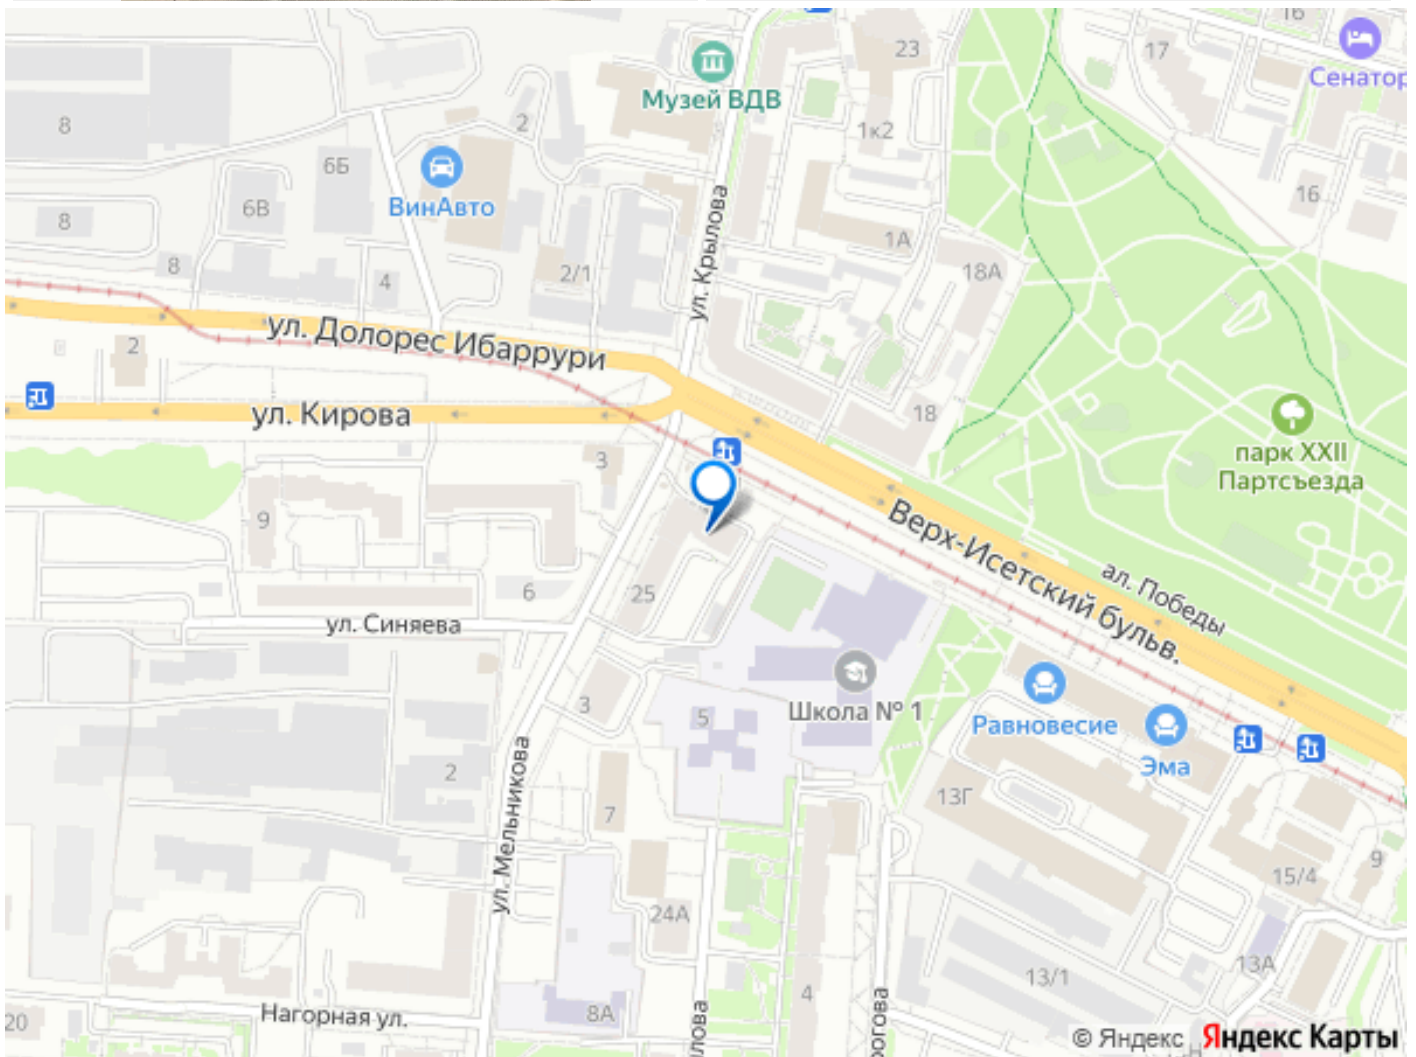 16
23
17
Сенатор
Музей ВДВ
2
8
1к2
6Б
16
6В
ВинАвто
8
ул. Крылова
1А
8
4
2/1
18А
ул. Долорес Ибаррури
2
ул. Кирова
18
парк XXII
Партсъезда
3
9
Верх-Исетский бульв.
ал. Победы
6
25
ул. Синяева
3
5
Школа № 1
Равновесие
Эма
2
ул. Мельникова
7
13Г
9
15/4
24А
13/1
13А
4
8А
20
Нагорная ул.
лова
рогова
© Яндекс Яндекс Карты